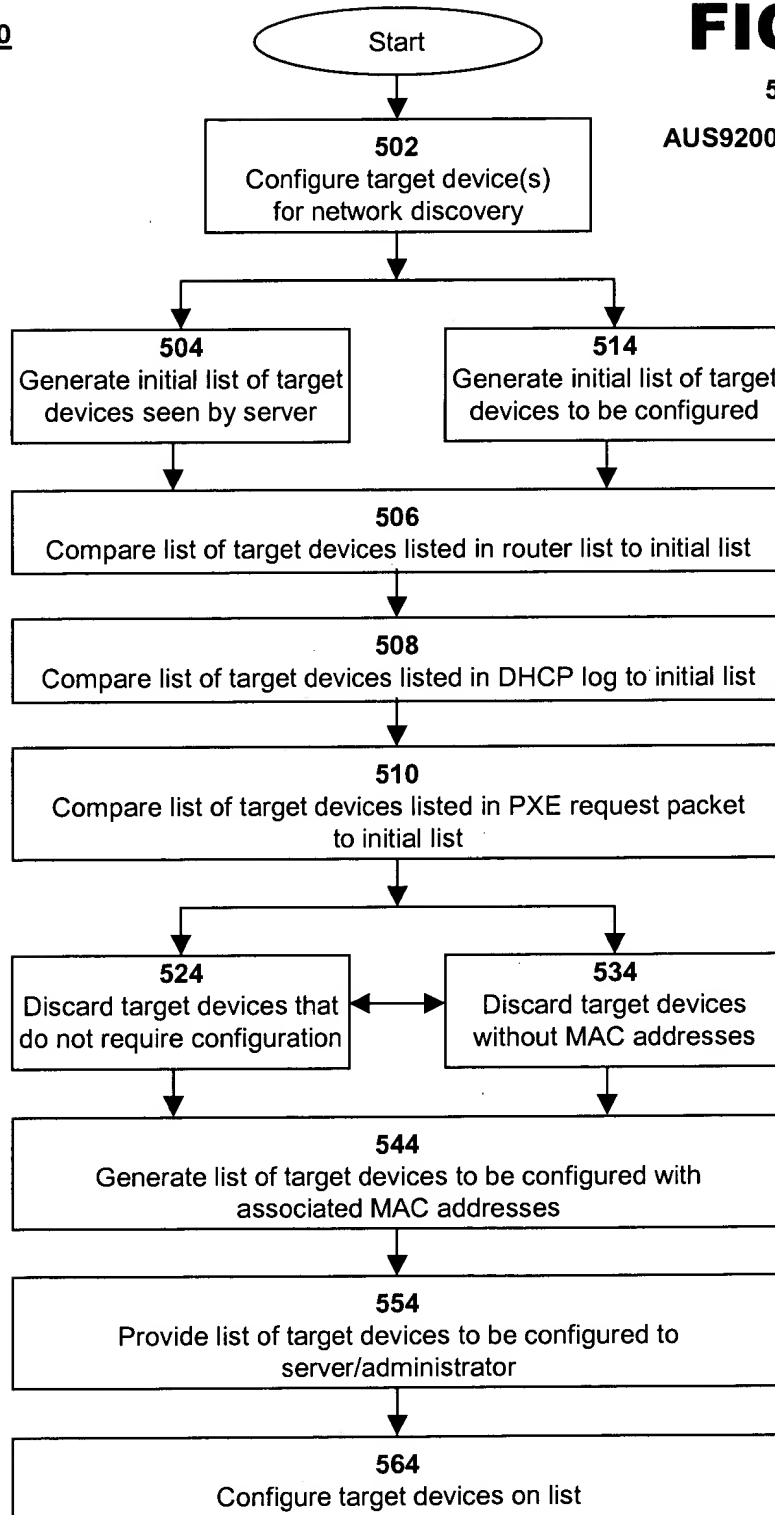 0
FIG
5
AUS9200
Start
502
Configure target device(s)
for network discovery
504
Generate initial list of target
devices seen by server
514
Generate initial list of target
devices to be configured
506
Compare list of target devices listed in router list to initial list
508
Compare list of target devices listed in DHCP log to initial list
510
Compare list of target devices listed in PXE request packet
to initial list
524
Discard target devices that
do not require configuration
534
Discard target devices
without MAC addresses
544
Generate list of target devices to be configured with
associated MAC addresses
554
Provide list of target devices to be configured to
server/administrator
564
Configure target devices on list